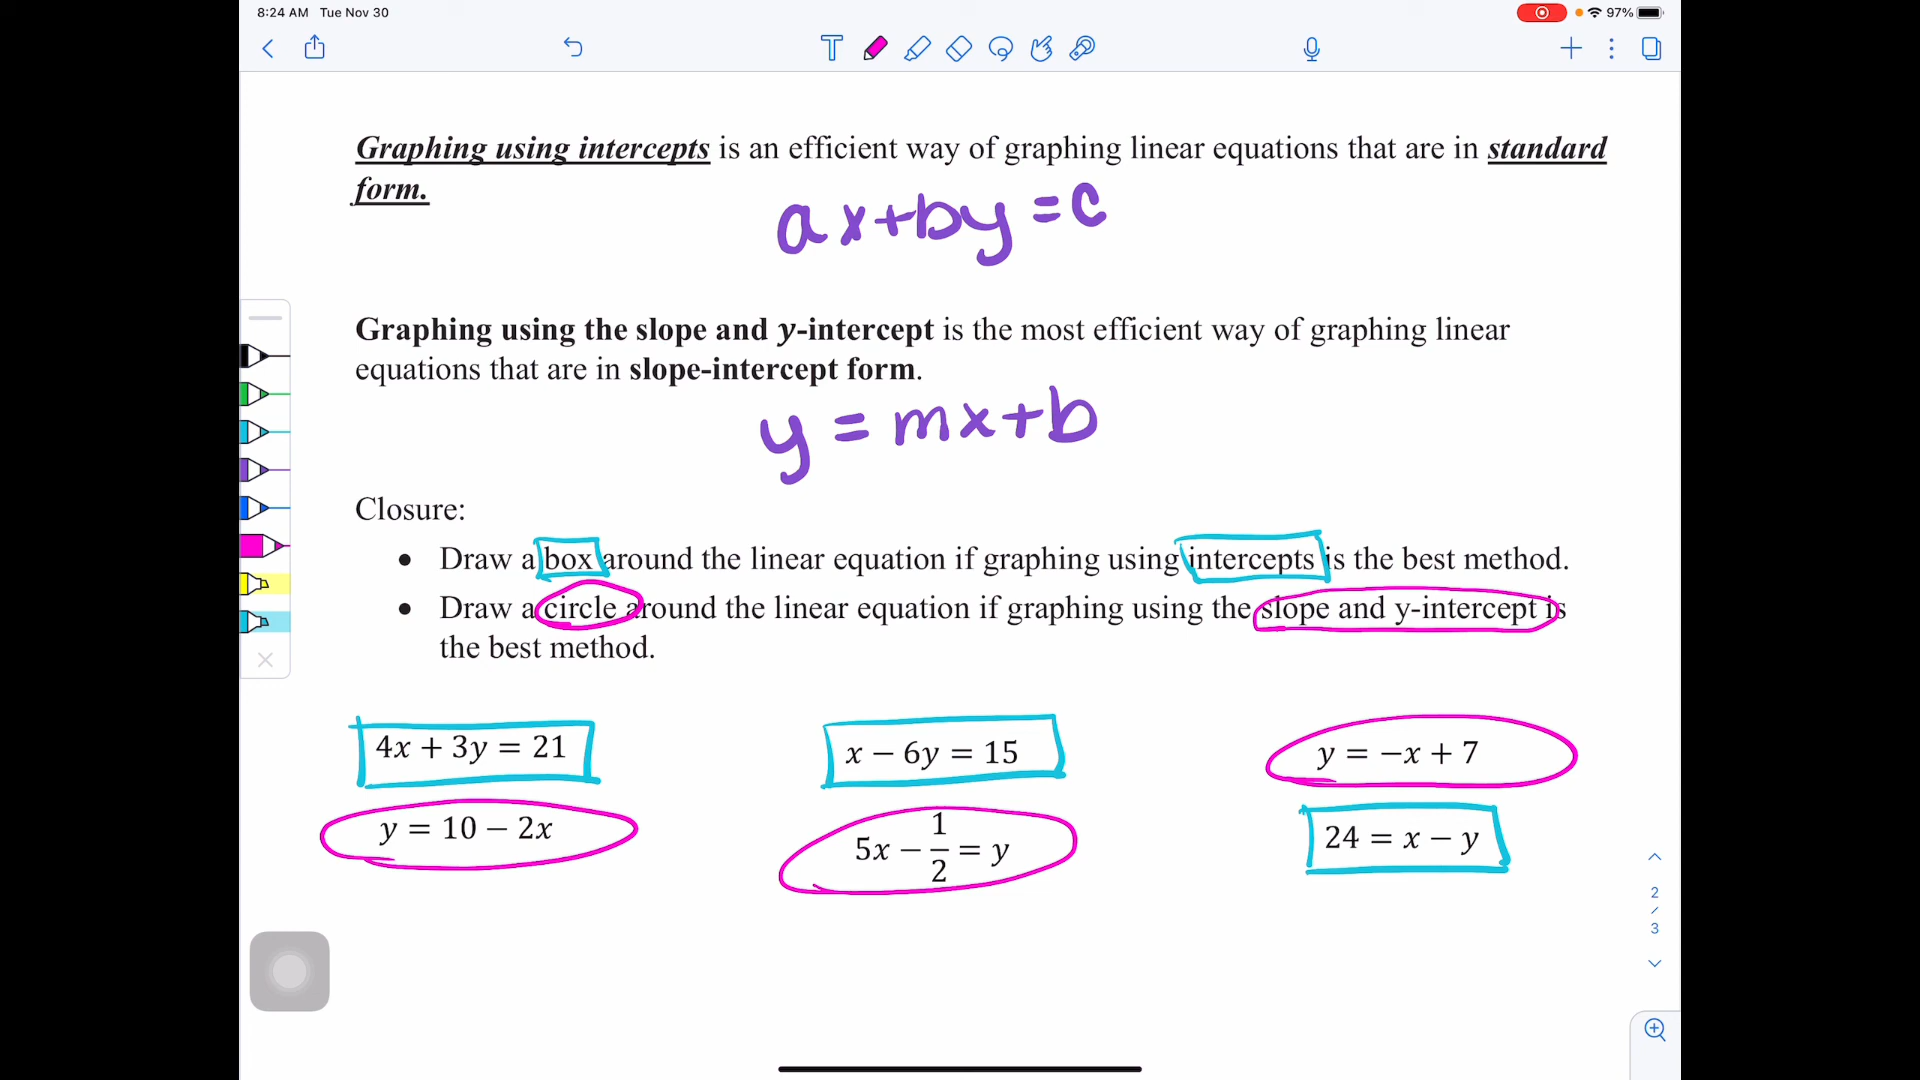 8:24 AM Tue Nov 30
97%
Graphing using intercepts is an efficient way of graphing linear equations that are in standard
form.
ax+by=c
Graphing using the slope and y-intercept is the most efficient way of graphing linear
equations that are in slope-intercept form.
y = mx+b
Closure:
• Draw a box around the linear equation if graphing using intercepts is the best method.
• Draw a circle around the linear equation if graphing using the slope and y-intercept is
the best method.
4x + 3y = 21
x − 6y = 15
y = −x + 7
y = 10 − 2x
5x − 1/2 = y
24 = x − y
2
/
3